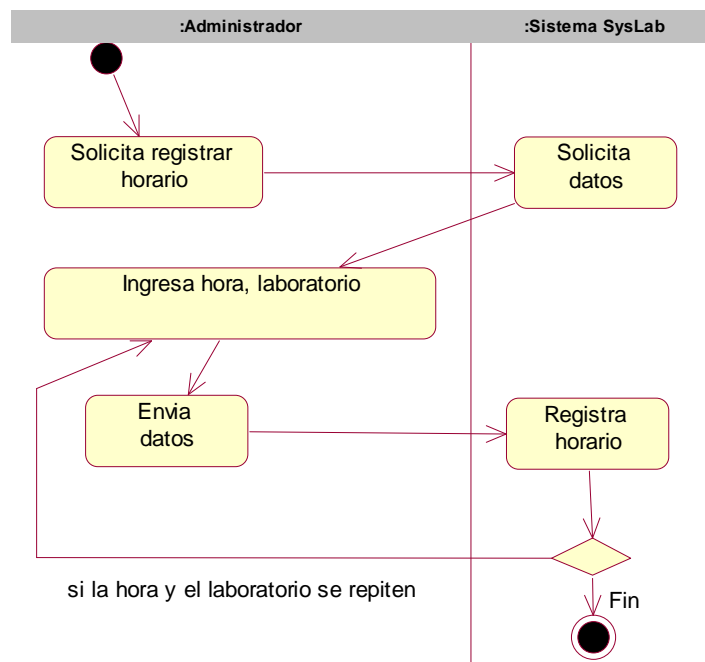 :Administrador
:Sistema SysLab
Solicita registrar
horario
Solicita
datos
Ingresa hora, laboratorio
Envia
datos
Registra
horario
si la hora y el laboratorio se repiten
Fin